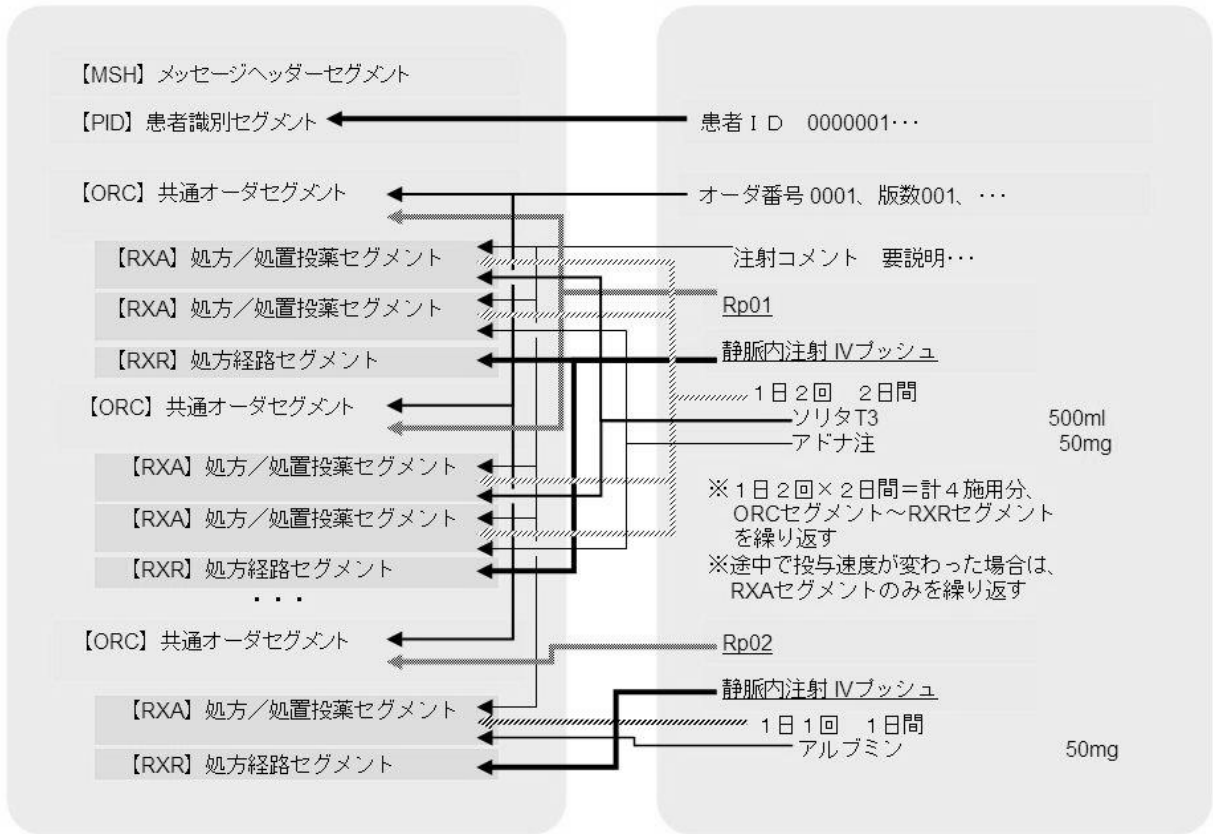 【MSH】メッセージヘッダーセグメント
【PID】患者識別セグメント
患者ＩＤ　0000001･･･
【ORC】共通オーダセグメント
オーダ番号 0001、版数001、･･･
【RXA】処方／処置投薬セグメント
注射コメント　要説明･･･
【RXA】処方／処置投薬セグメント
Rp01
【RXR】処方経路セグメント
静脈内注射 IVプッシュ
【ORC】共通オーダセグメント
１日２回　２日間
ソリタT3　500ml
アドナ注　50mg
【RXA】処方／処置投薬セグメント
【RXA】処方／処置投薬セグメント
【RXR】処方経路セグメント
・・・
※１日２回×２日間＝計４施用分、
ORCセグメント～RXRセグメント
を繰り返す
※途中で投与速度が変わった場合は、
RXAセグメントのみを繰り返す
【ORC】共通オーダセグメント
Rp02
静脈内注射 IVプッシュ
【RXA】処方／処置投薬セグメント
１日１回　１日間
アルブミン　50mg
【RXR】処方経路セグメント